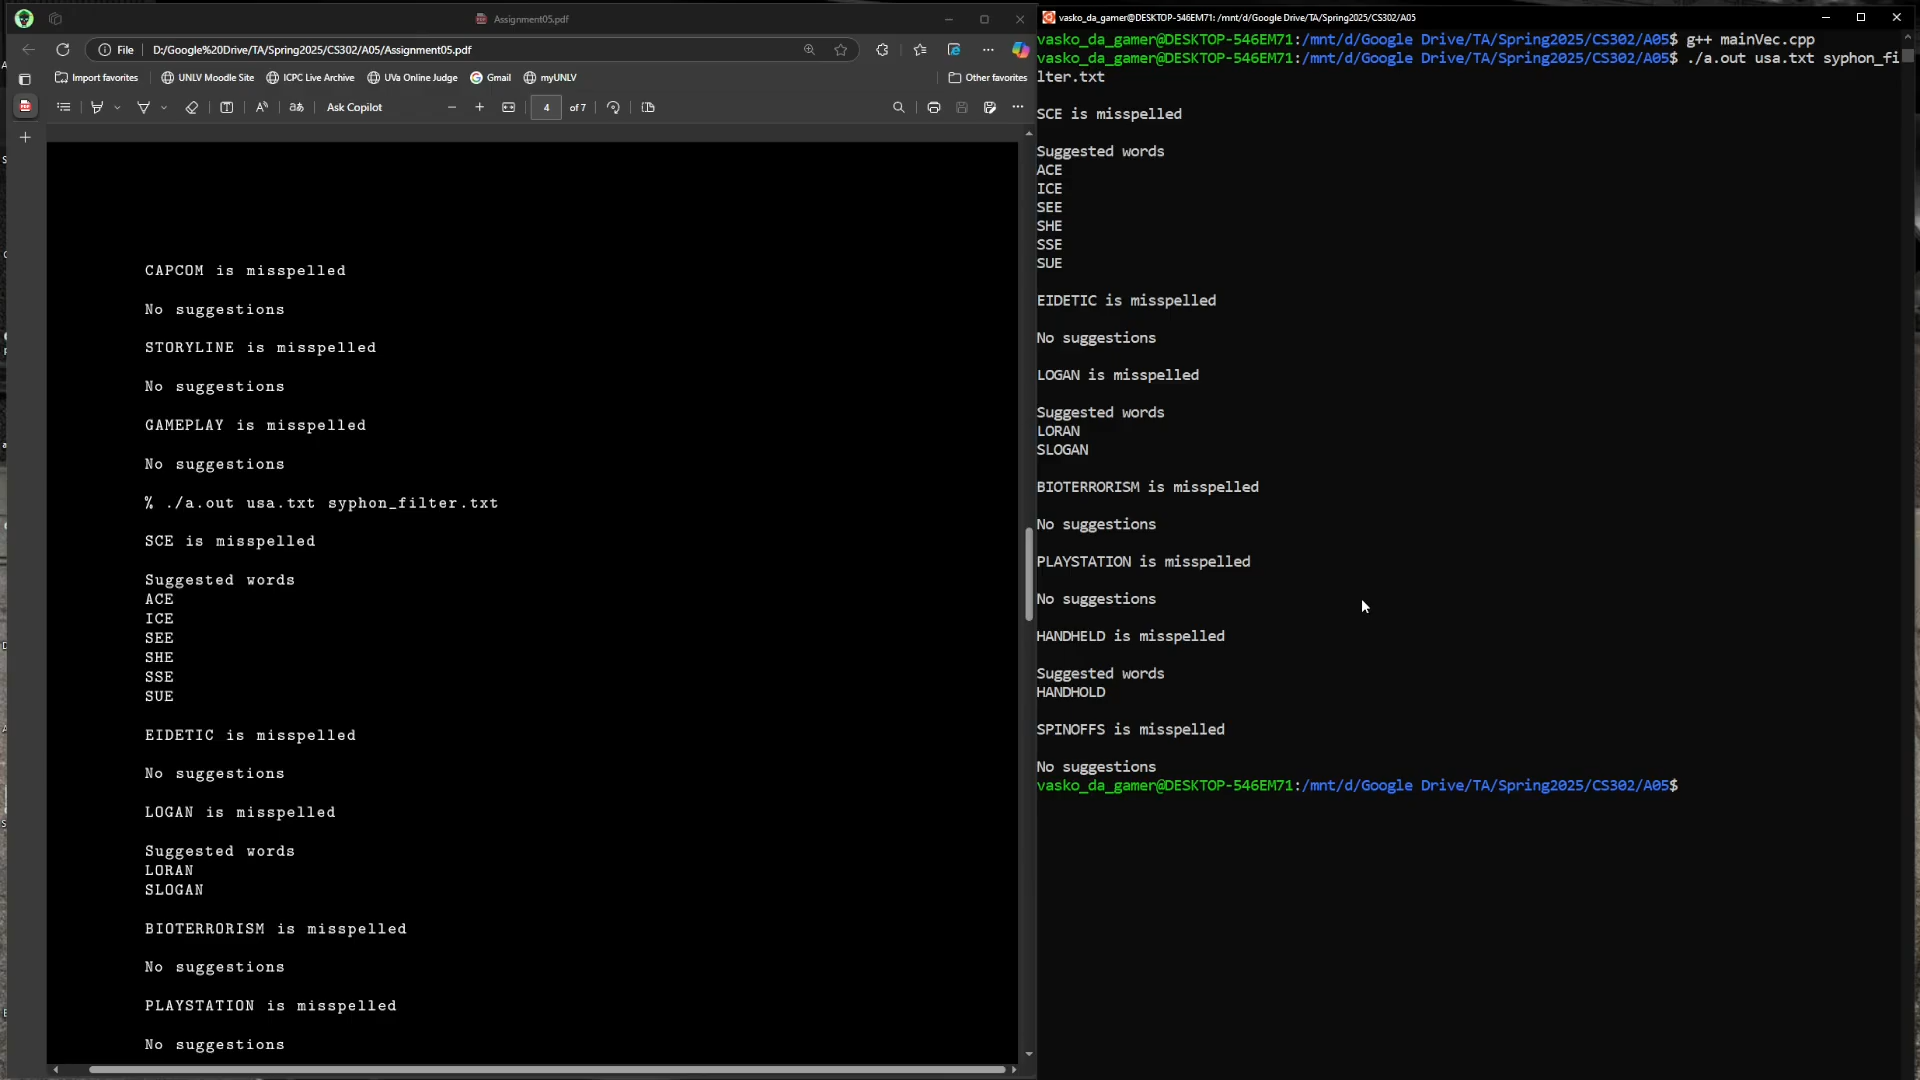 Assignment05.pdf
File
D:/Google%20Drive/TA/Spring2025/CS302/A05/Assignment05.pdf
Import favorites
UNLV Moodle Site
ICPC Live Archive
UVa Online Judge
Gmail
myUNLV
Other favorites
Ask Copilot
4 of 7
CAPCOM is misspelled
No suggestions
STORYLINE is misspelled
No suggestions
GAMEPLAY is misspelled
No suggestions
% ./a.out usa.txt syphon_filter.txt
SCE is misspelled
Suggested words
ACE
ICE
SEE
SHE
SSE
SUE
EIDETIC is misspelled
No suggestions
LOGAN is misspelled
Suggested words
LORAN
SLOGAN
BIOTERRORISM is misspelled
No suggestions
PLAYSTATION is misspelled
No suggestions
vasko_da_gamer@DESKTOP-546EM71: /mnt/d/Google Drive/TA/Spring2025/CS302/A05
vasko_da_gamer@DESKTOP-546EM71:/mnt/d/Google Drive/TA/Spring2025/CS302/A05$ g++ mainVec.cpp
vasko_da_gamer@DESKTOP-546EM71:/mnt/d/Google Drive/TA/Spring2025/CS302/A05$ ./a.out usa.txt syphon_fi
lter.txt
SCE is misspelled
Suggested words
ACE
ICE
SEE
SHE
SSE
SUE
EIDETIC is misspelled
No suggestions
LOGAN is misspelled
Suggested words
LORAN
SLOGAN
BIOTERRORISM is misspelled
No suggestions
PLAYSTATION is misspelled
No suggestions
HANDHELD is misspelled
Suggested words
HANDHOLD
SPINOFFS is misspelled
No suggestions
vasko_da_gamer@DESKTOP-546EM71:/mnt/d/Google Drive/TA/Spring2025/CS302/A05$